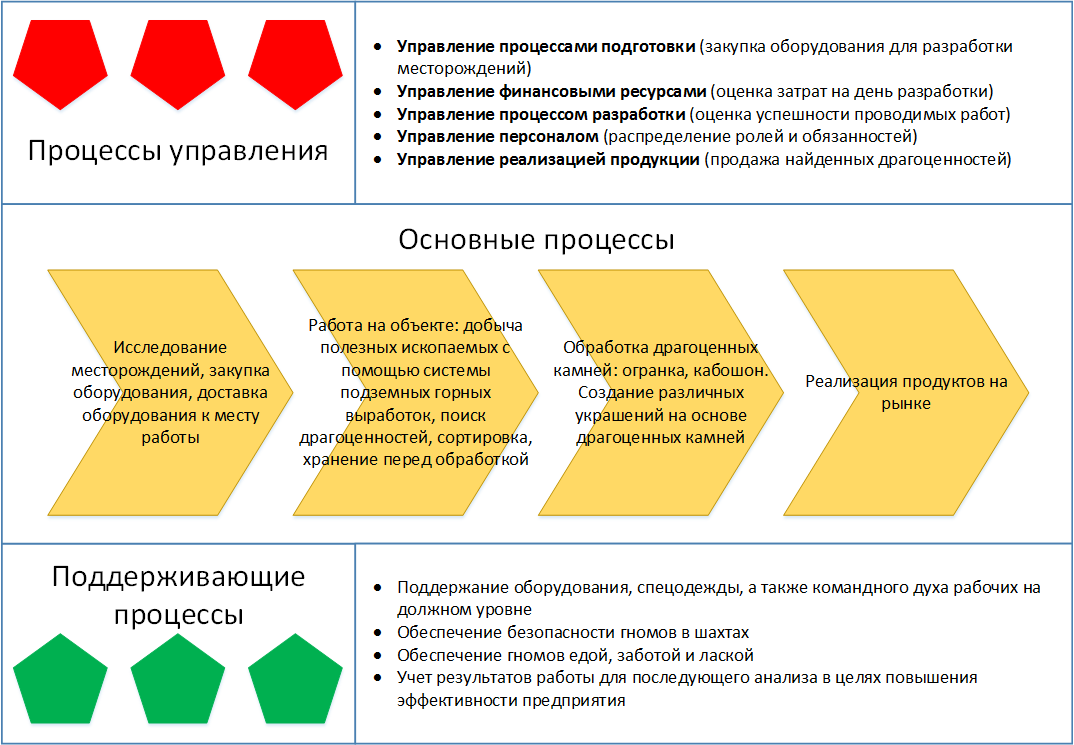 Процессы управления
• Управление процессами подготовки (закупка оборудования для разработки
месторождений)
• Управление финансовыми ресурсами (оценка затрат на день разработки)
• Управление процессом разработки (оценка успешности проводимых работ)
• Управление персоналом (распределение ролей и обязанностей)
• Управление реализацией продукции (продажа найденных драгоценностей)
Основные процессы
Исследование
месторождений, закупка
оборудования, доставка
оборудования к месту
работы
Работа на объекте: добыча
полезных ископаемых с
помощью системы
подземных горных
выработок, поиск
драгоценностей, сортировка,
хранение перед обработкой
Обработка драгоценных
камней: огранка, кабошон.
Создание различных
украшений на основе
драгоценных камней
Реализация продуктов на
рынке
Поддерживающие
процессы
• Поддержание оборудования, спецодежды, а также командного духа рабочих на
должном уровне
• Обеспечение безопасности гномов в шахтах
• Обеспечение гномов едой, заботой и лаской
• Учет результатов работы для последующего анализа в целях повышения
эффективности предприятия